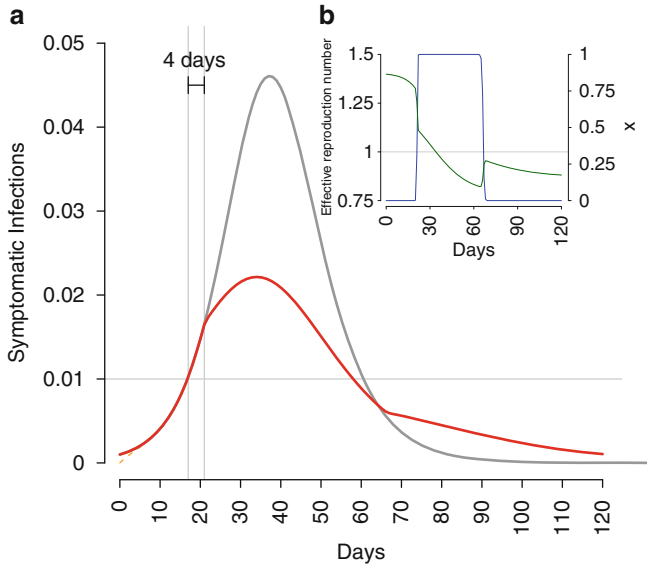 a
0.05
0.04
0.03
0.02
0.01
0
Symptomatic Infections
4 days
0 10 20 30 40 50 60 70 80 90 100 110 120
Days
b
1.5
1.25
1
0.75
Effective reproduction number
1
0.75
0.5
0.25
0
x
0 30 60 90 120
Days